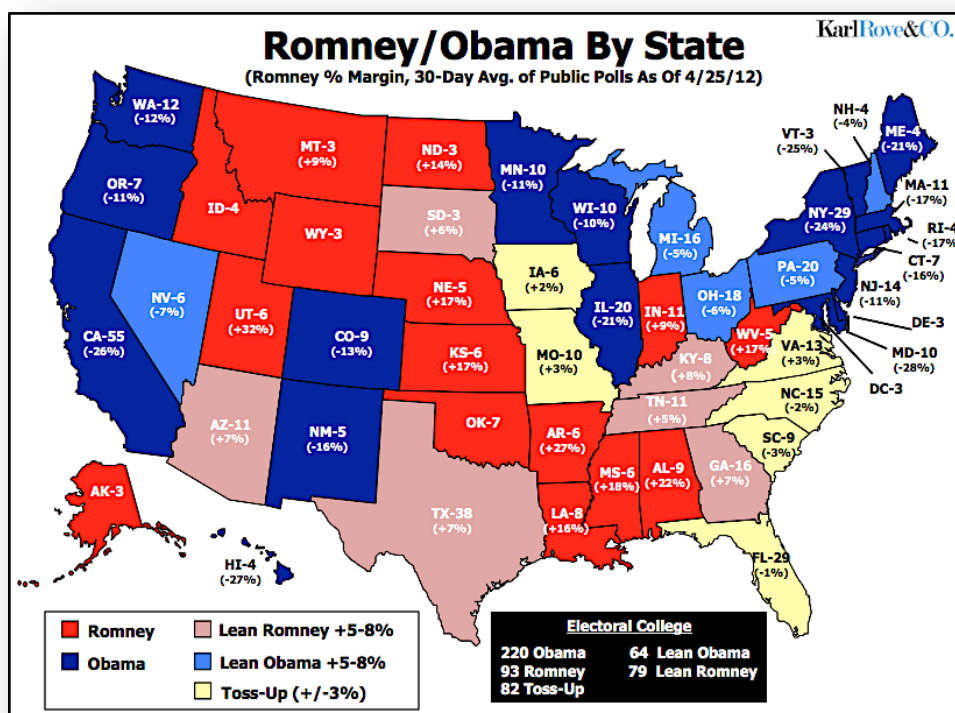 KarlRove&CO.
Romney/Obama By State
(Romney % Margin, 30-Day Avg. of Public Polls As Of 4/25/12)
WA-12
(-12%)
OR-7
(-11%)
CA-55
(-26%)
NV-6
(-7%)
ID-4
MT-3
(+9%)
WY-3
UT-6
(+32%)
AZ-11
(+7%)
CO-9
(-13%)
NM-5
(-16%)
ND-3
(+14%)
SD-3
(+6%)
NE-5
(+17%)
KS-6
(+17%)
OK-7
TX-38
(+7%)
MN-10
(-11%)
IA-6
(+2%)
MO-10
(+3%)
AR-6
(+27%)
LA-8
(+16%)
WI-10
(-10%)
IL-20
(-21%)
MI-16
(-5%)
IN-11
(+9%)
OH-18
(-6%)
KY-8
(+8%)
TN-11
(+5%)
MS-6
(+18%)
AL-9
(+22%)
GA-16
(+7%)
FL-29
(-1%)
SC-9
(-3%)
NC-15
(-2%)
VA-13
(+3%)
WV-5
(+17%)
PA-20
(-5%)
NY-29
(-24%)
VT-3
(-25%)
NH-4
(-4%)
ME-4
(-21%)
MA-11
(-17%)
RI-4
(-17%)
CT-7
(-16%)
NJ-14
(-11%)
DE-3
MD-10
(-28%)
DC-3
AK-3
HI-4
(-27%)
Romney
Obama
Lean Romney +5-8%
Lean Obama +5-8%
Toss-Up (+/-3%)
Electoral College
220 Obama 64 Lean Obama
93 Romney 79 Lean Romney
82 Toss-Up